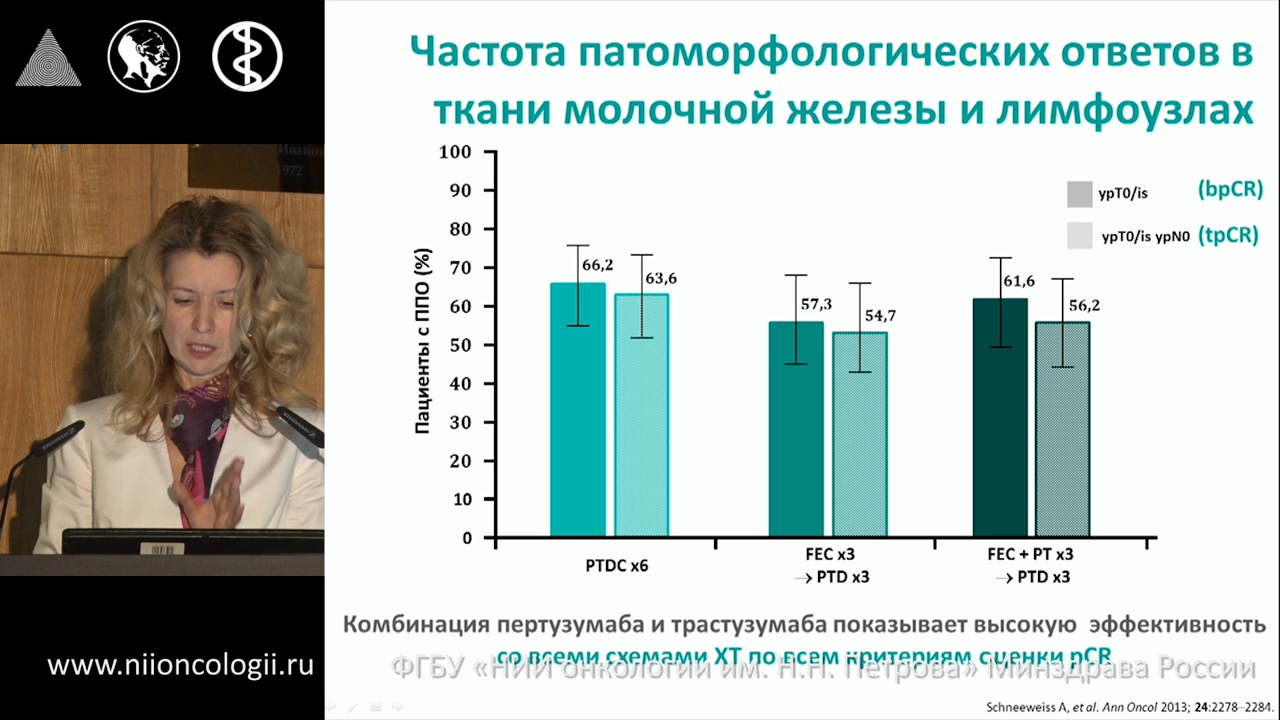 Частота патоморфологических ответов в
ткани молочной железы и лимфоузлах
Пациенты с ППО (%)
100
90
80
70
60
50
40
30
20
10
0
ypT0/is (bpCR)
ypT0/is ypN0 (tpCR)
66,2
63,6
57,3
54,7
61,6
56,2
PTDC x6
FEC x3
→ PTD x3
FEC + PT x3
→ PTD x3
Комбинация пертузумаба и трастузумаба показывает высокую эффективность
со всеми схемами ХТ по всем критериям оценки pCR
www.niioncologii.ru
ФГБУ «НИИ онкологии им. Н.Н. Петрова» Минздрава России
Schneeweiss A, et al. Ann Oncol 2013; 24:2278–2284.
1972